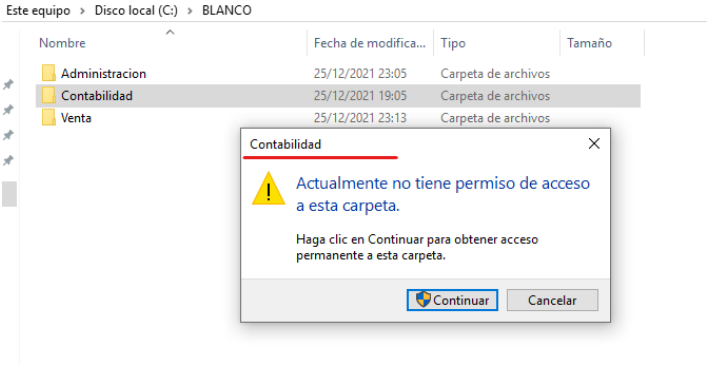 Este equipo > Disco local (C:) > BLANCO
Nombre Fecha de modifica... Tipo Tamaño
Administracion 25/12/2021 23:05 Carpeta de archivos
Contabilidad 25/12/2021 19:05 Carpeta de archivos
Venta 25/12/2021 23:13 Carpeta de archivos
Contabilidad
Actualmente no tiene permiso de acceso
a esta carpeta.
Haga clic en Continuar para obtener acceso
permanente a esta carpeta.
Continuar Cancelar